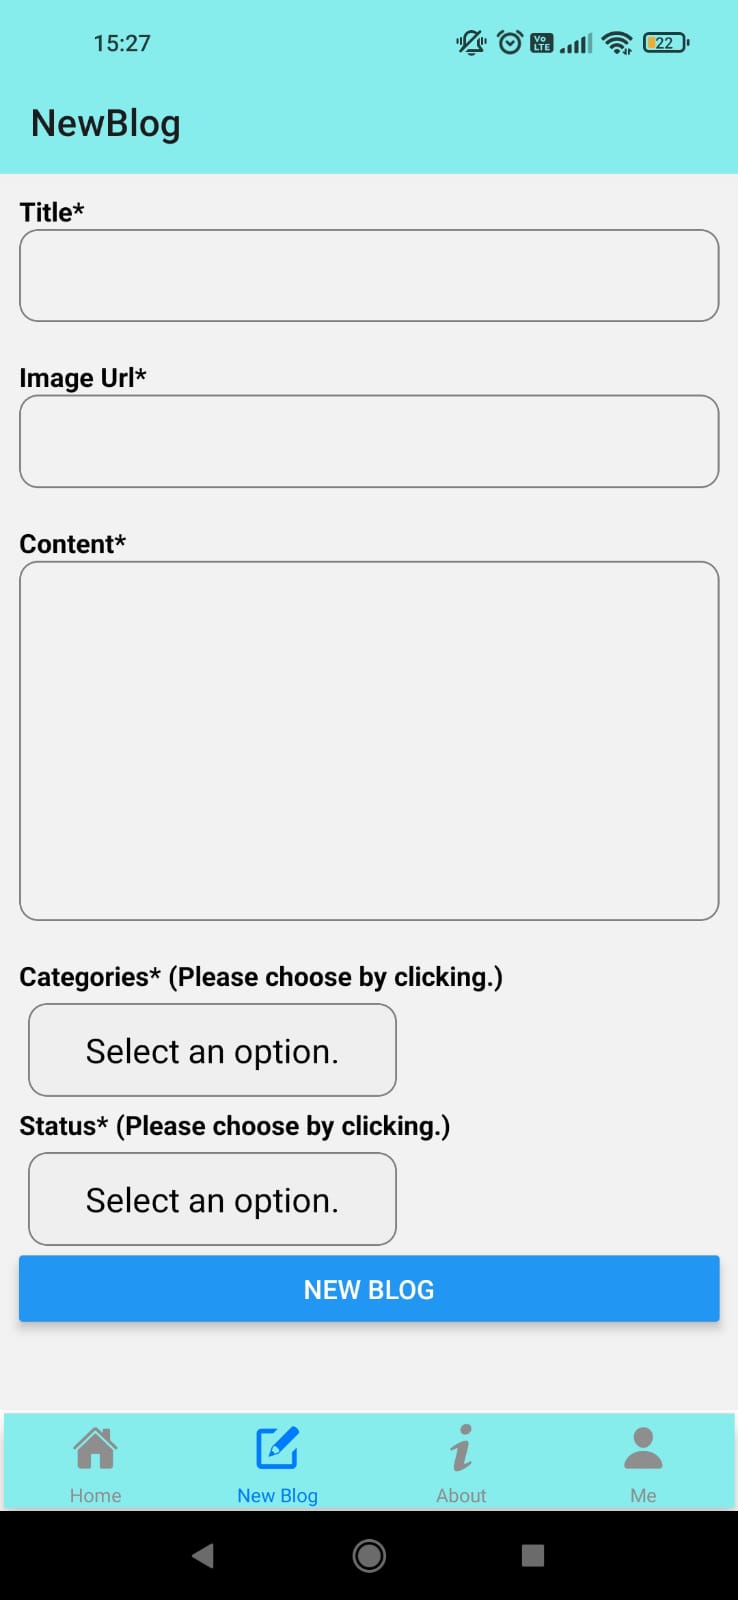 15:27
Vo LTE
22
NewBlog
Title*
Image Url*
Content*
Categories* (Please choose by clicking.)
Select an option.
Status* (Please choose by clicking.)
Select an option.
NEW BLOG
Home
New Blog
About
Me